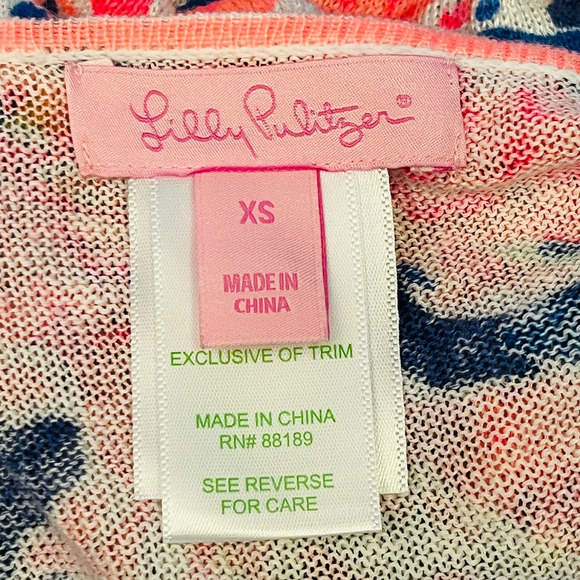 Lilly Pulitzer®
XS
MADE IN
CHINA
EXCLUSIVE OF TRIM
MADE IN CHINA
RN# 88189
SEE REVERSE
FOR CARE